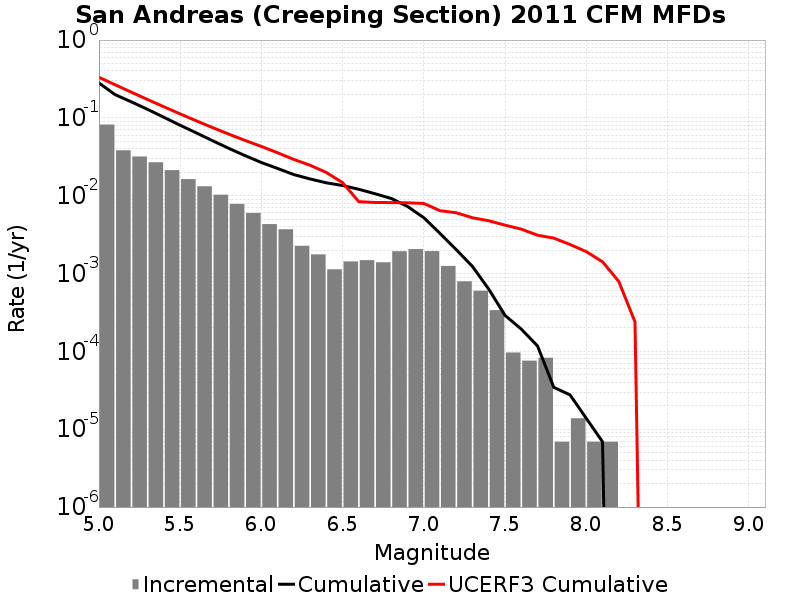 San Andreas (Creeping Section) 2011 CFM MFDs
10^0
10^-1
10^-2
10^-3
10^-4
10^-5
10^-6
Rate (1/yr)
5.0 5.5 6.0 6.5 7.0 7.5 8.0 8.5 9.0
Magnitude
Incremental Cumulative UCERF3 Cumulative